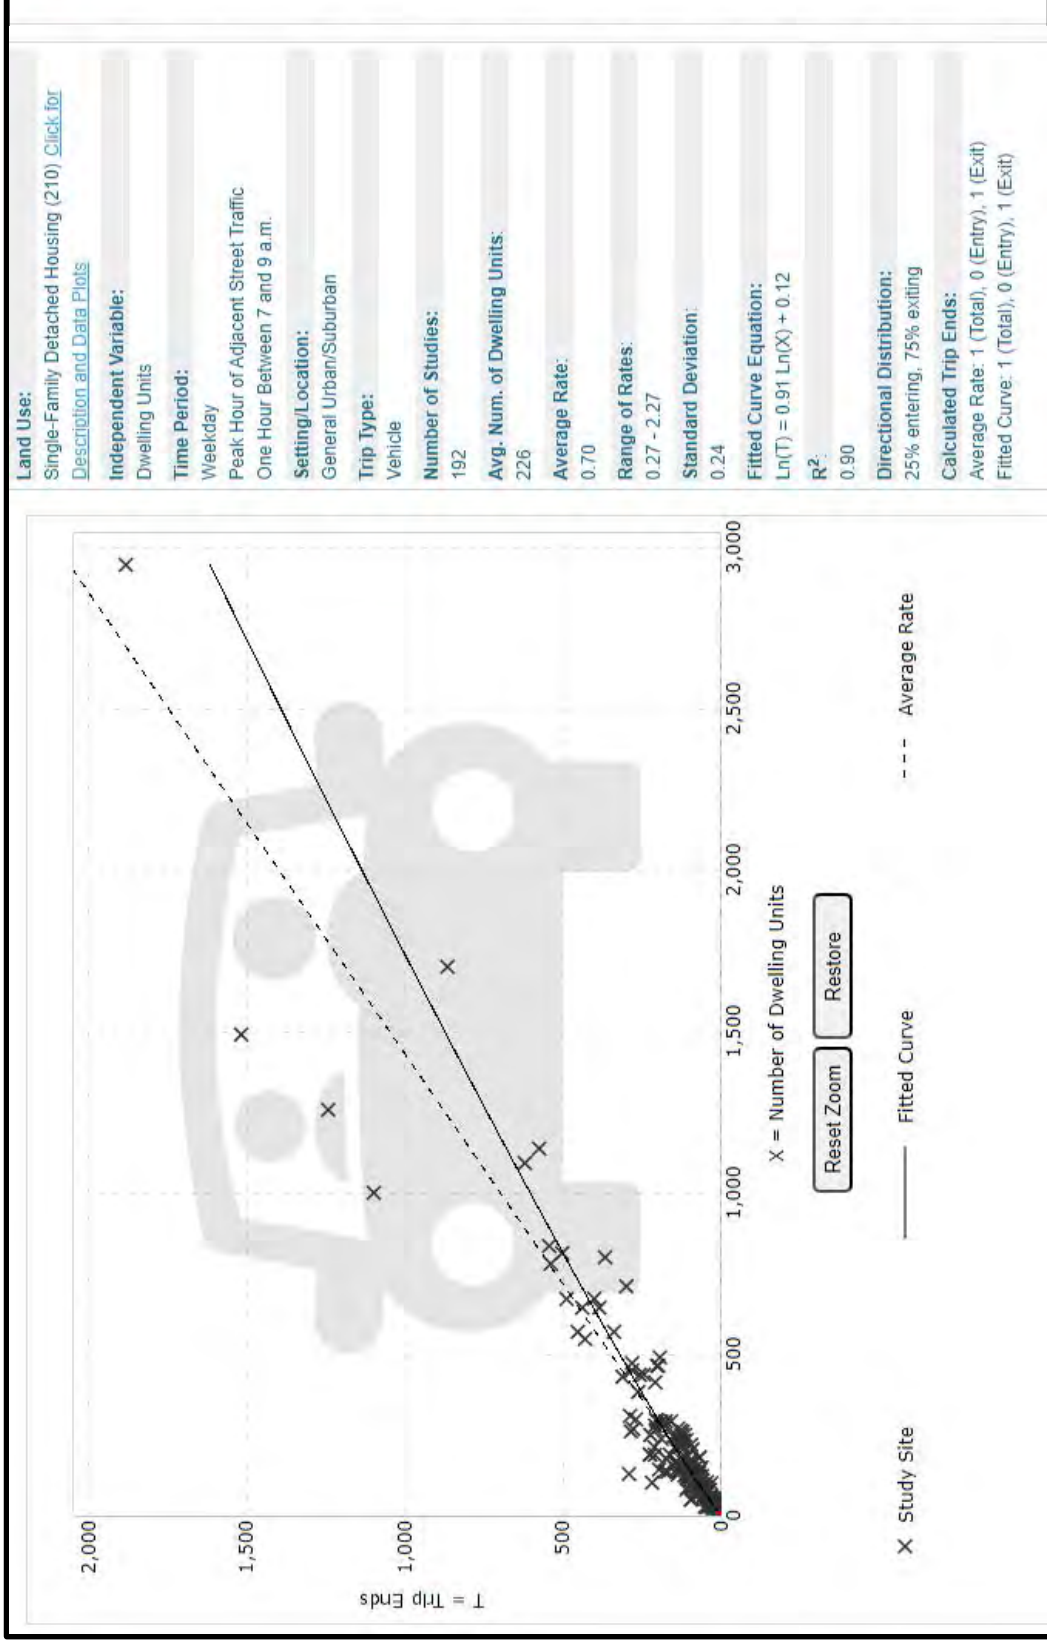 Land Use:
Single-Family Detached Housing (210) Click for
Description and Data Plots
Independent Variable:
Dwelling Units
Time Period:
Weekday
Peak Hour of Adjacent Street Traffic
One Hour Between 7 and 9 a.m.
Setting/Location:
General Urban/Suburban
Trip Type:
Vehicle
Number of Studies:
192
Avg. Num. of Dwelling Units:
226
Average Rate:
0.70
Range of Rates:
0.27 - 2.27
Standard Deviation:
0.24
Fitted Curve Equation:
Ln(T) = 0.91 Ln(X) + 0.12
R²:
0.90
Directional Distribution:
25% entering, 75% exiting
Calculated Trip Ends:
Average Rate: 1 (Total), 0 (Entry), 1 (Exit)
Fitted Curve: 1 (Total), 0 (Entry), 1 (Exit)
T = Trip Ends
2,000
1,500
1,000
500
0
0
500
1,000
1,500
2,000
2,500
3,000
X = Number of Dwelling Units
Reset Zoom
Restore
Study Site
Fitted Curve
Average Rate